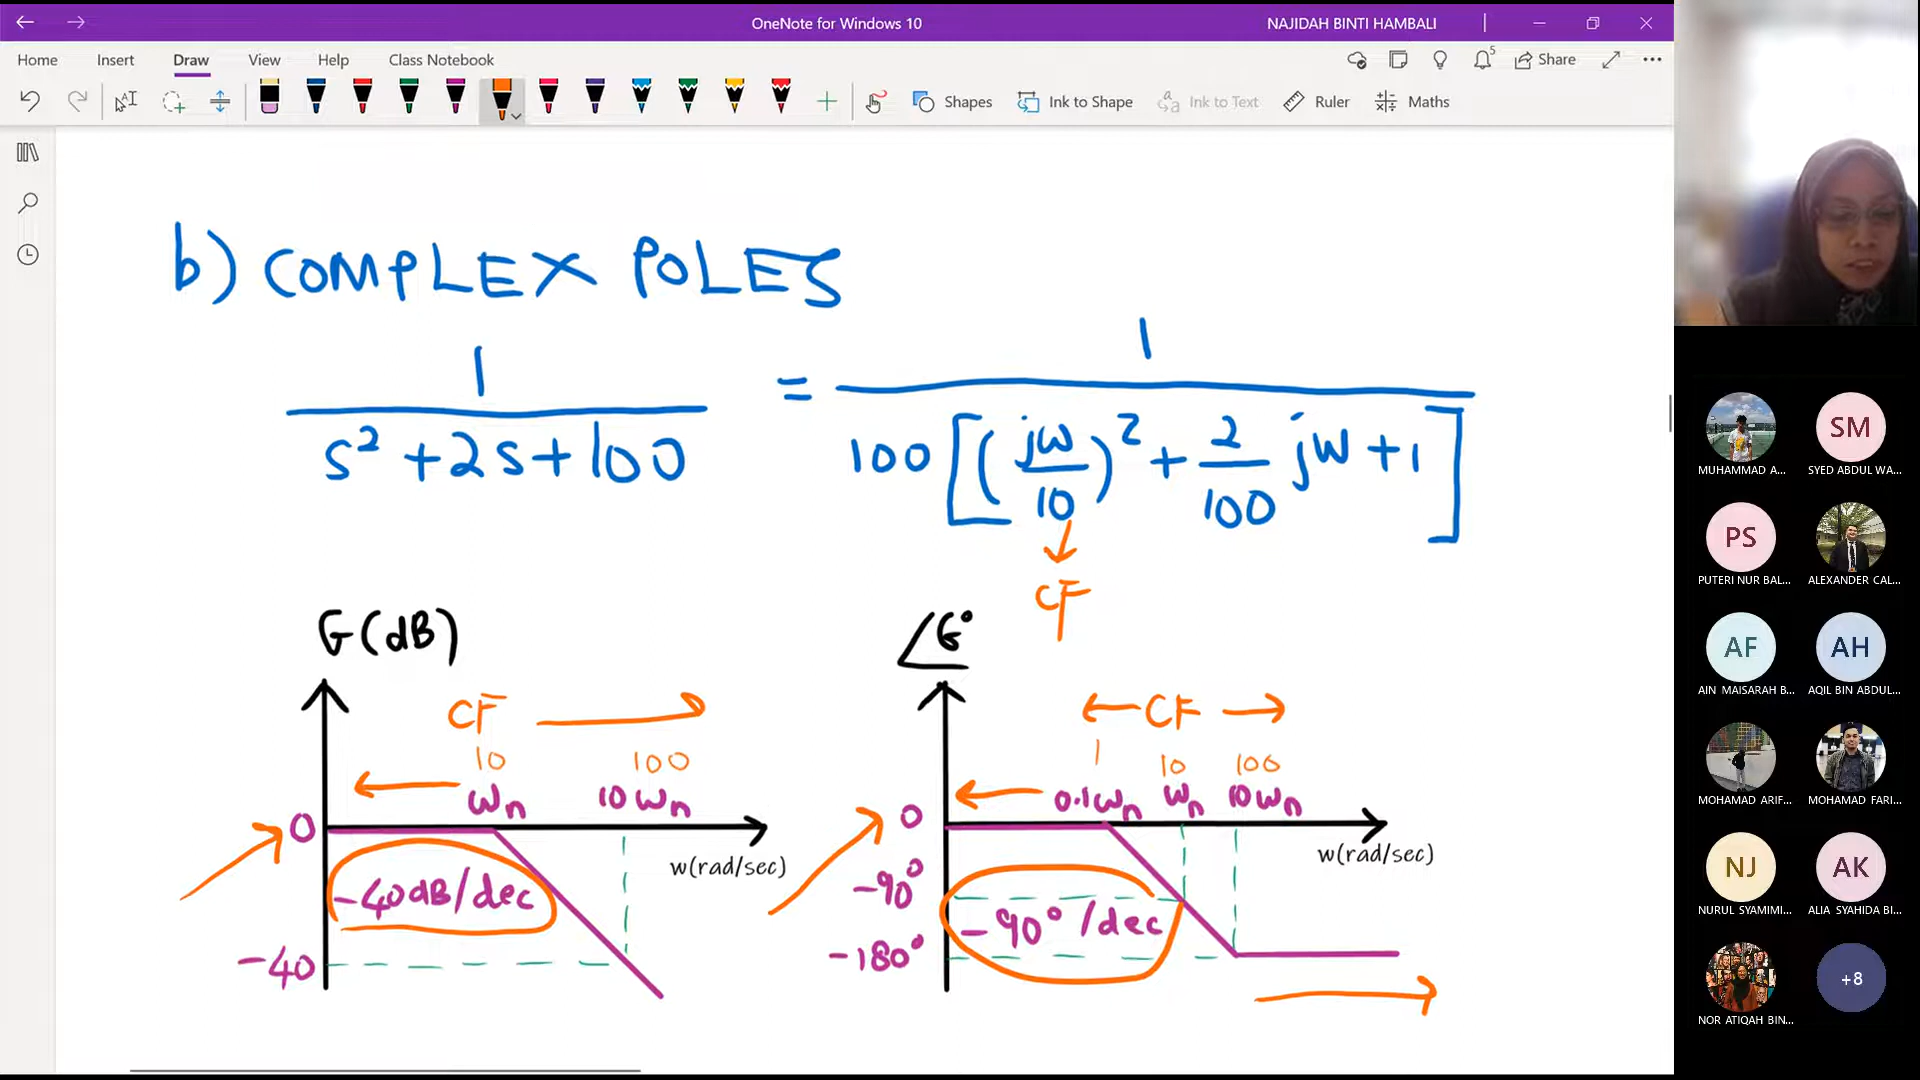 OneNote for Windows 10
NAJIDAH BINTI HAMBALI
Home Insert Draw View Help Class Notebook
5 Share
Shapes Ink to Shape Ink to Text Ruler Maths
b) COMPLEX POLES
1
s² + 2s + 100
=
1
100 [(jω/10)² + 2/100 jω + 1]
CF
G(dB)
CF
10 100
ωn 10ωn
0
w(rad/sec)
-40dB/dec
-40
∠G°
CF
1 10 100
0.1ωn ωn 10ωn
0
w(rad/sec)
-90°
-90°/dec
-180°
MUHAMMAD A...
SM
SYED ABDUL WA...
PS
PUTERI NUR BAL...
ALEXANDER CAL...
AF
AIN MAISARAH B...
AH
AQIL BIN ABDUL...
MOHAMAD ARIF...
MOHAMAD FARI...
NJ
NURUL SYAMIMI...
AK
ALIA SYAHIDA BI...
NOR ATIQAH BIN...
+8